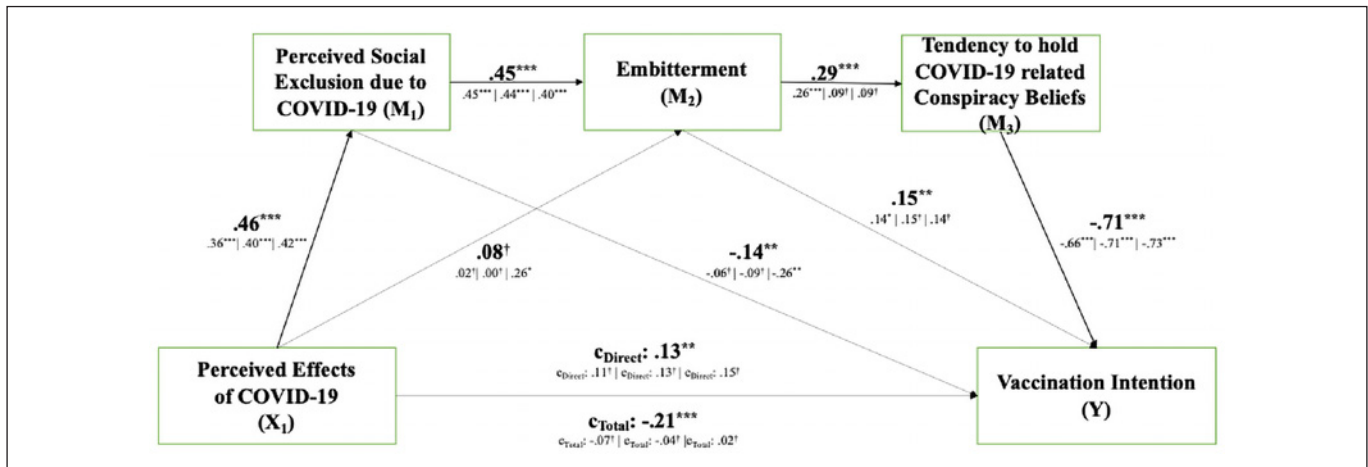 Perceived Social
Exclusion due to
COVID-19 (M₁)
.45***
.45***| .44***| .40***
Embitterment
(M₂)
.29***
.26***|.09†| .09†
Tendency to hold
COVID-19 related
Conspiracy Beliefs
(M₃)
.46***
.36***| .40***| .42***
.08†
.02†| .00†| .26*
-.14**
-.06†| -.09†| -.26**
.15**
.14*| .15†| .14†
-.71***
-.66***| -.71***| -.73***
Perceived Effects
of COVID-19
(X₁)
cDirect: .13**
cDirect: .11†| cDirect: .13†| cDirect: .15†
cTotal: -.21***
cTotal: -.07†| cTotal: -.04†|cTotal: .02†
Vaccination Intention
(Y)